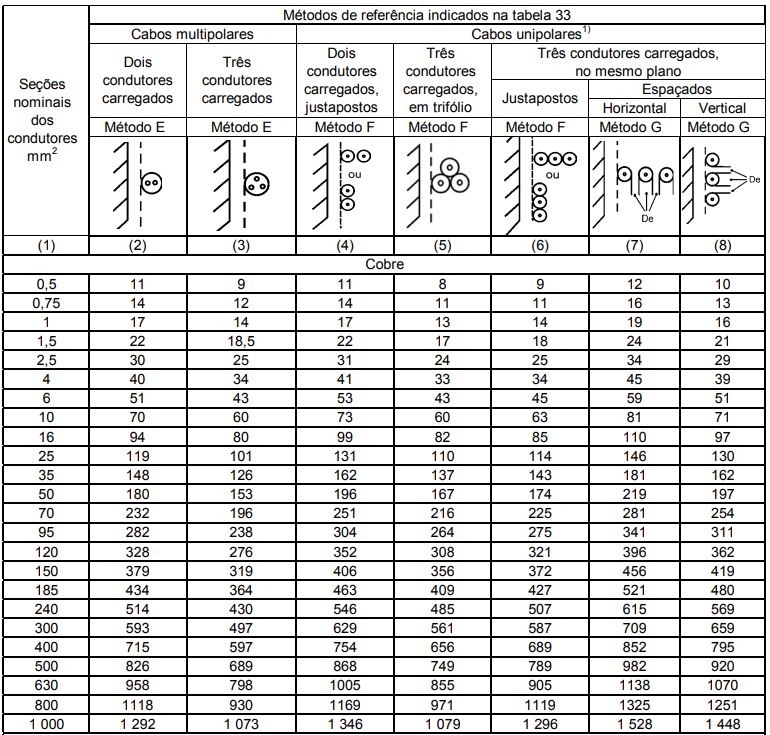 Métodos de referência indicados na tabela 33
Cabos multipolares Cabos unipolares1)
Seções nominais dos condutores mm2
Dois condutores carregados
Três condutores carregados
Dois condutores carregados, justapostos
Três condutores carregados, em trifólio
Três condutores carregados, no mesmo plano
Justapostos
Espaçados
Horizontal Vertical
Método E Método E Método F Método F Método F Método G Método G
ou ou De De
(1) (2) (3) (4) (5) (6) (7) (8)
Cobre
0,5 11 9 11 8 9 12 10
0,75 14 12 14 11 11 16 13
1 17 14 17 13 14 19 16
1,5 22 18,5 22 17 18 24 21
2,5 30 25 31 24 25 34 29
4 40 34 41 33 34 45 39
6 51 43 53 43 45 59 51
10 70 60 73 60 63 81 71
16 94 80 99 82 85 110 97
25 119 101 131 110 114 146 130
35 148 126 162 137 143 181 162
50 180 153 196 167 174 219 197
70 232 196 251 216 225 281 254
95 282 238 304 264 275 341 311
120 328 276 352 308 321 396 362
150 379 319 406 356 372 456 419
185 434 364 463 409 427 521 480
240 514 430 546 485 507 615 569
300 593 497 629 561 587 709 659
400 715 597 754 656 689 852 795
500 826 689 868 749 789 982 920
630 958 798 1005 855 905 1138 1070
800 1118 930 1169 971 1119 1325 1251
1 000 1 292 1 073 1 346 1 079 1 296 1 528 1 448